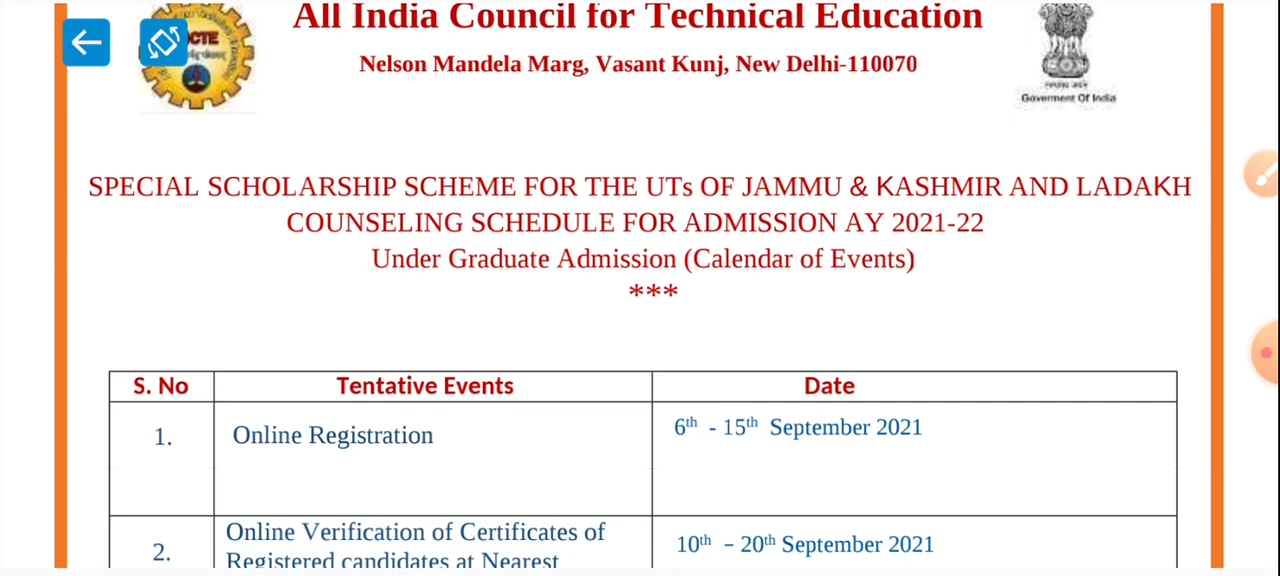 All India Council for Technical Education
CTE
Nelson Mandela Marg, Vasant Kunj, New Delhi-110070
Goverment Of India
SPECIAL SCHOLARSHIP SCHEME FOR THE UTs OF JAMMU & KASHMIR AND LADAKH
COUNSELING SCHEDULE FOR ADMISSION AY 2021-22
Under Graduate Admission (Calendar of Events)
***
S. No Tentative Events Date
1. Online Registration 6th - 15th September 2021
2. Online Verification of Certificates of 10th – 20th September 2021
Registered candidates at Nearest